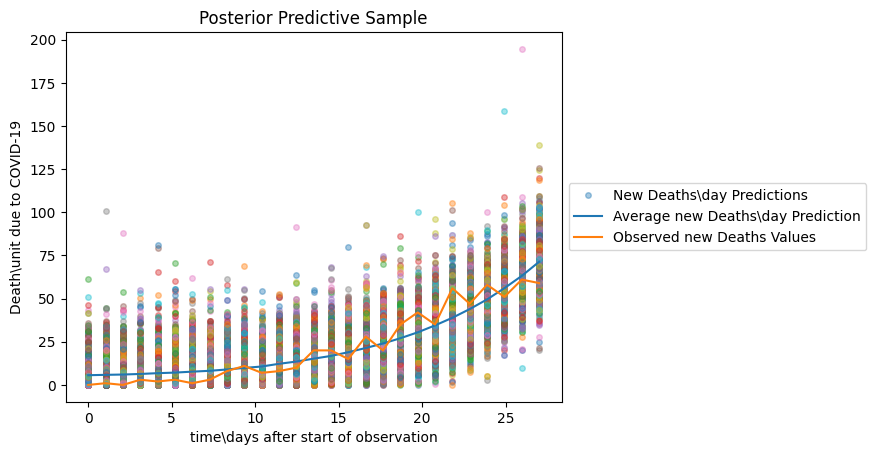 Posterior Predictive Sample
Death\unit due to COVID-19
200
175
150
125
100
75
50
25
0
0 5 10 15 20 25
time\days after start of observation
New Deaths\day Predictions
Average new Deaths\day Prediction
Observed new Deaths Values